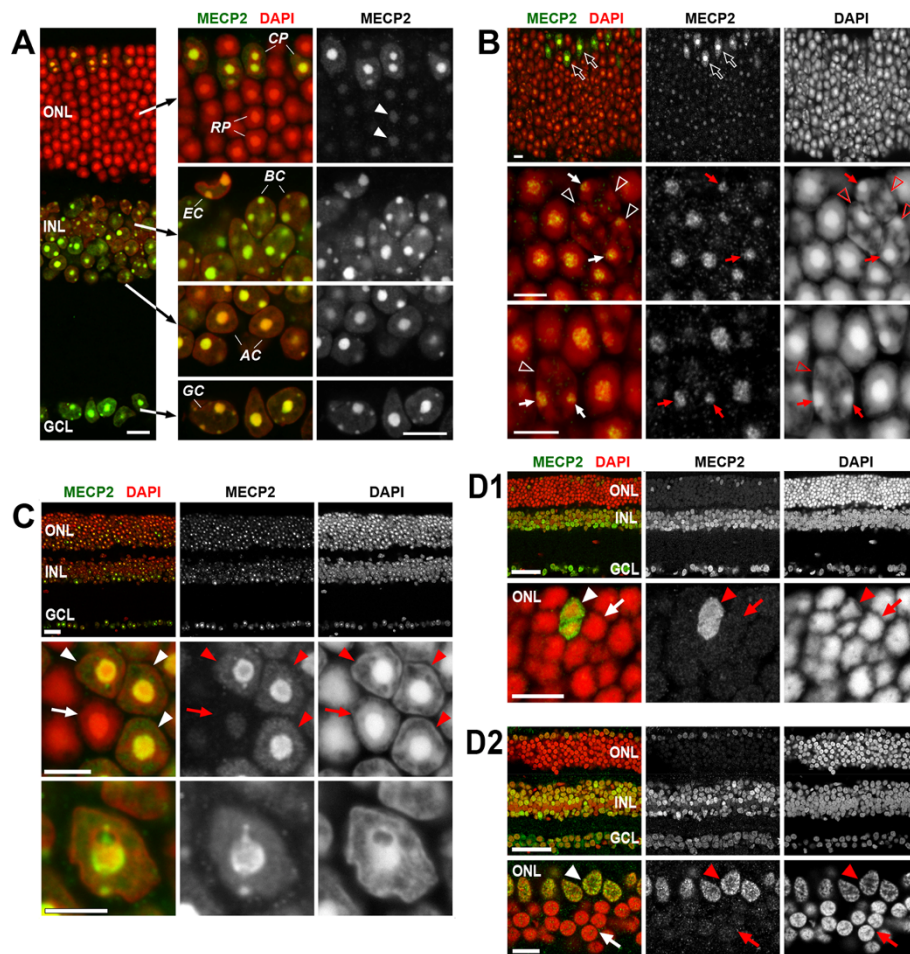 A
MECP2 DAPI
MECP2
ONL
INL
GCL
CP
RP
BC
EC
AC
GC
B
MECP2 DAPI
MECP2
DAPI
C
MECP2 DAPI
MECP2
DAPI
ONL
INL
GCL
D1
MECP2 DAPI
MECP2
DAPI
ONL
INL
GCL
ONL
D2
ONL
INL
GCL
ONL